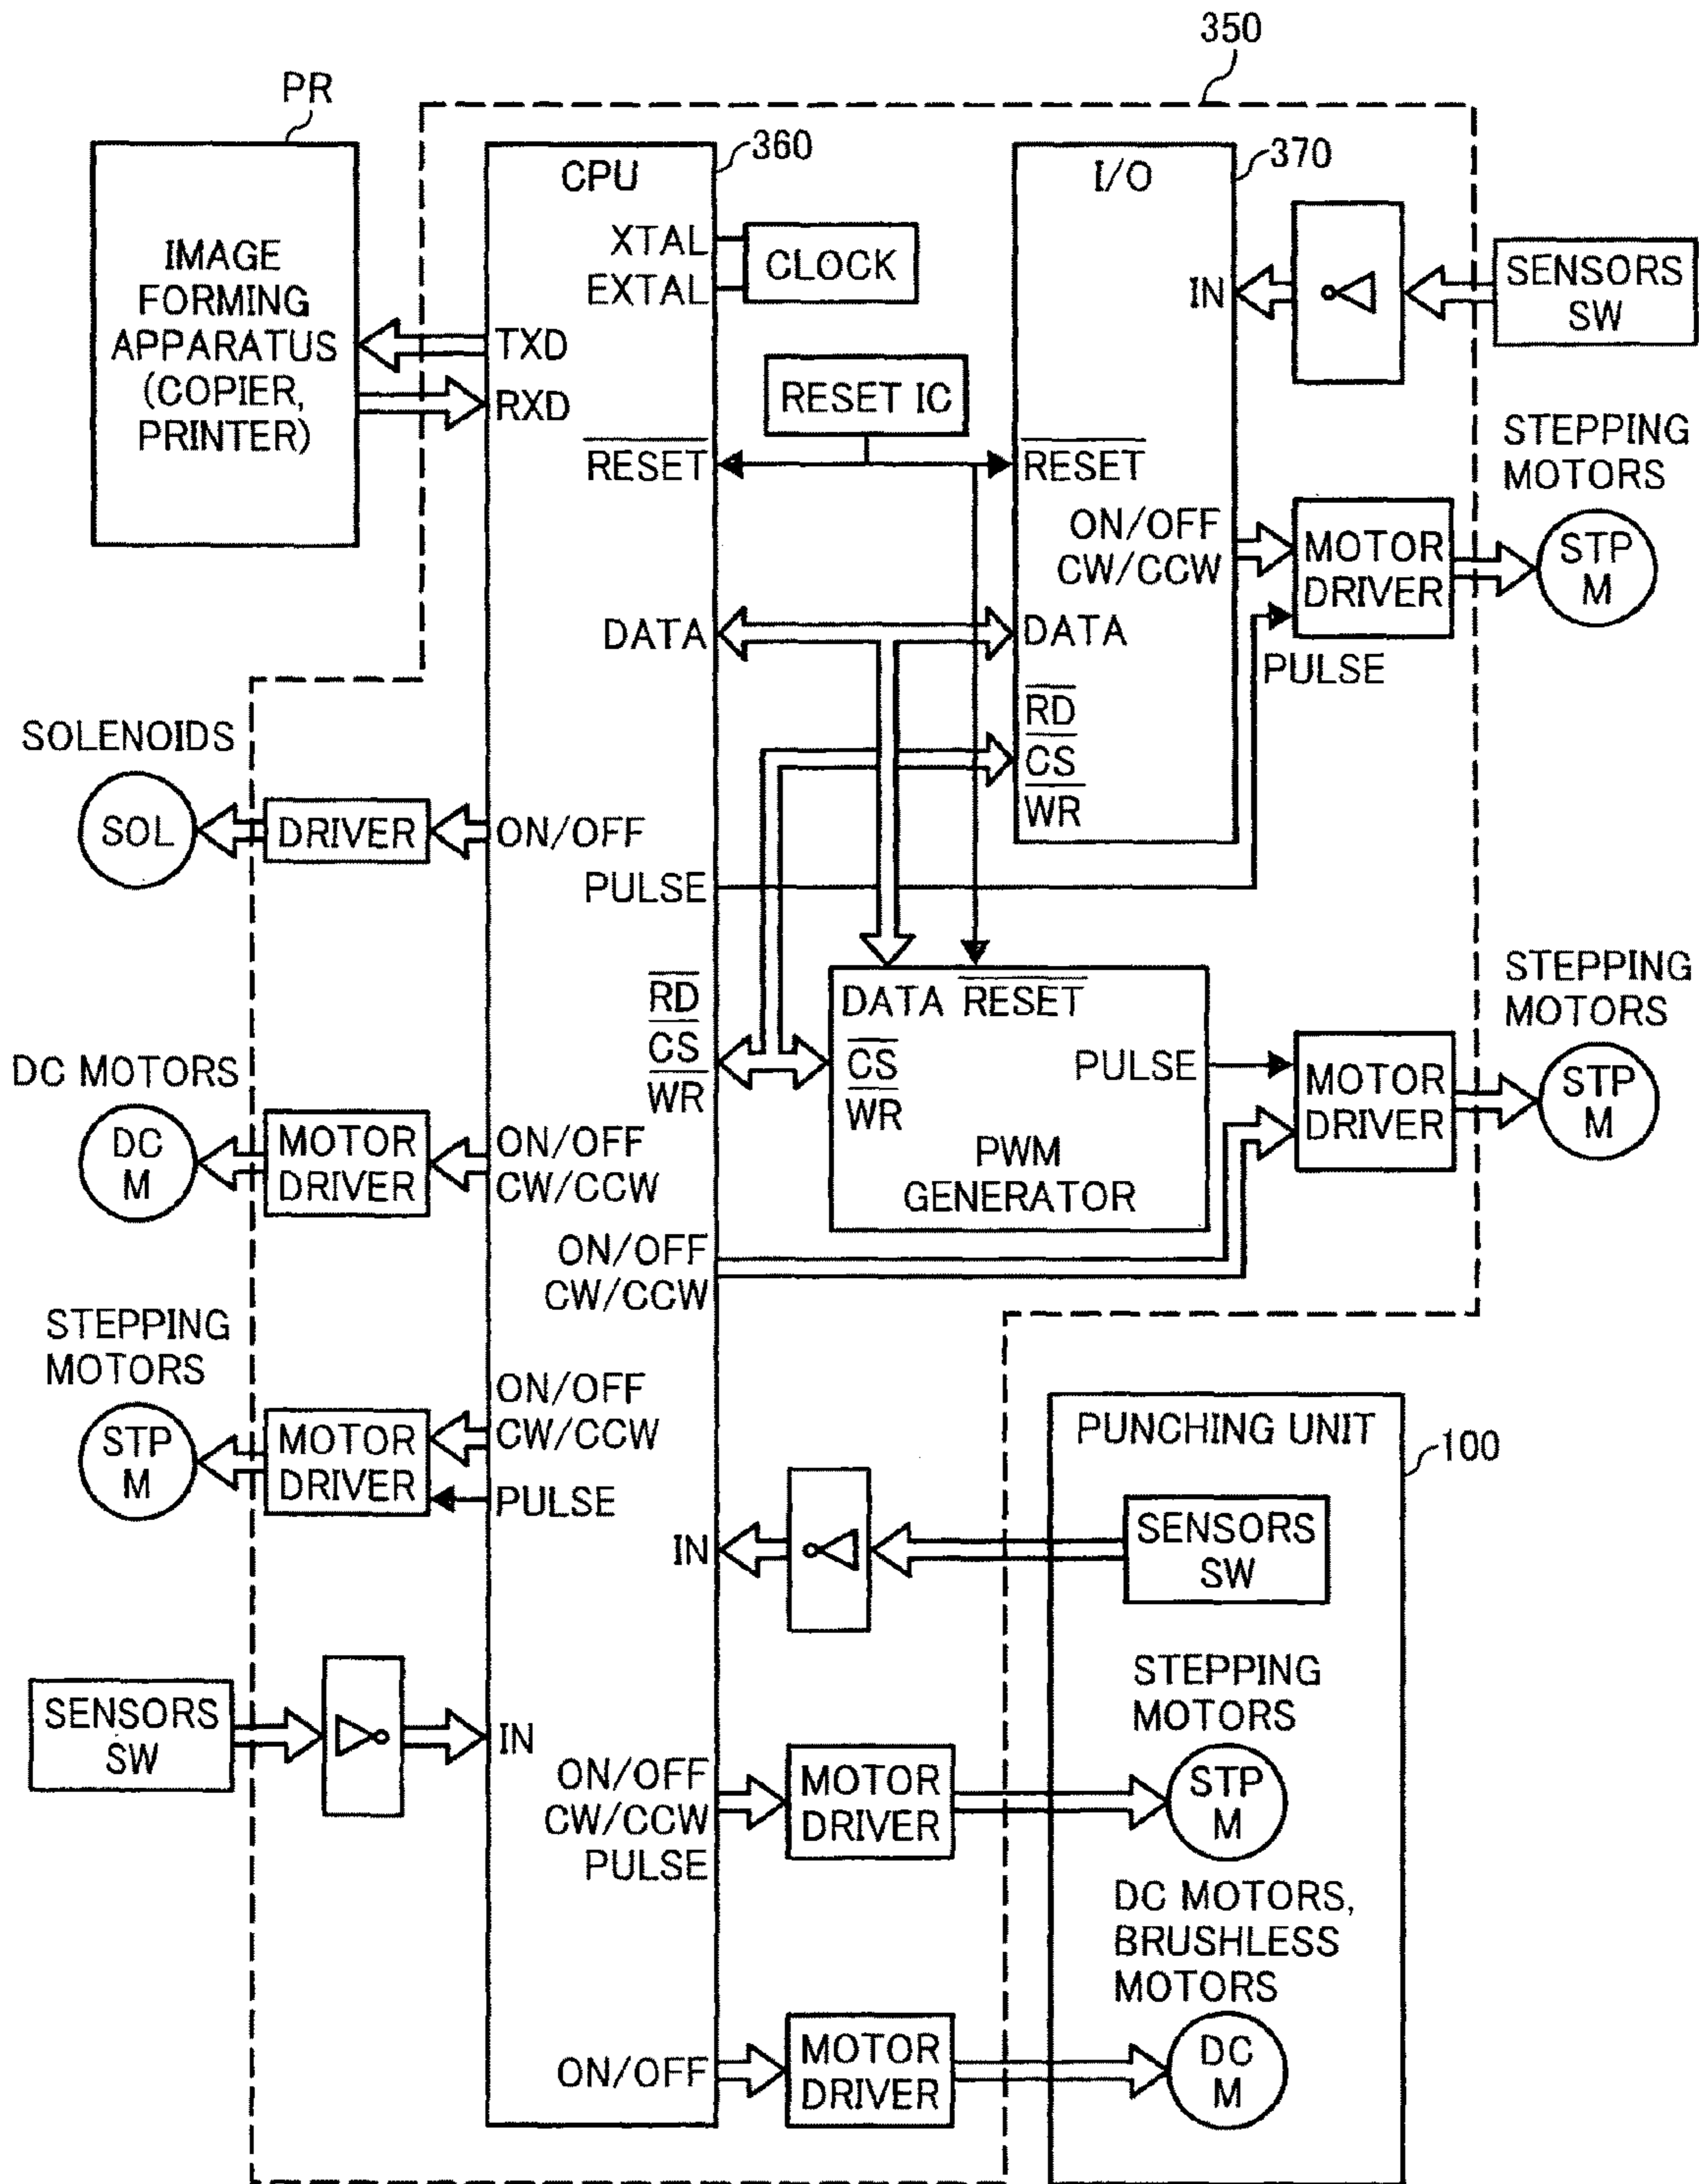 350
PR
360
CPU
370
I/O
IMAGE
FORMING
APPARATUS
(COPIER,
PRINTER)
XTAL
EXTAL
CLOCK
IN
SENSORS
SW
TXD
RXD
RESET IC
RESET
RESET
STEPPING
MOTORS
ON/OFF
CW/CCW
MOTOR
DRIVER
STP
M
DATA
DATA
PULSE
RD
CS
WR
SOLENOIDS
SOL
DRIVER
ON/OFF
PULSE
RD
CS
WR
DATA RESET
CS
WR
PULSE
PWM
GENERATOR
STEPPING
MOTORS
MOTOR
DRIVER
STP
M
DC MOTORS
DC
M
MOTOR
DRIVER
ON/OFF
CW/CCW
ON/OFF
CW/CCW
STEPPING
MOTORS
STP
M
MOTOR
DRIVER
ON/OFF
CW/CCW
PULSE
PUNCHING UNIT
100
IN
SENSORS
SW
SENSORS
SW
IN
STEPPING
MOTORS
ON/OFF
CW/CCW
PULSE
MOTOR
DRIVER
STP
M
DC MOTORS,
BRUSHLESS
MOTORS
ON/OFF
MOTOR
DRIVER
DC
M